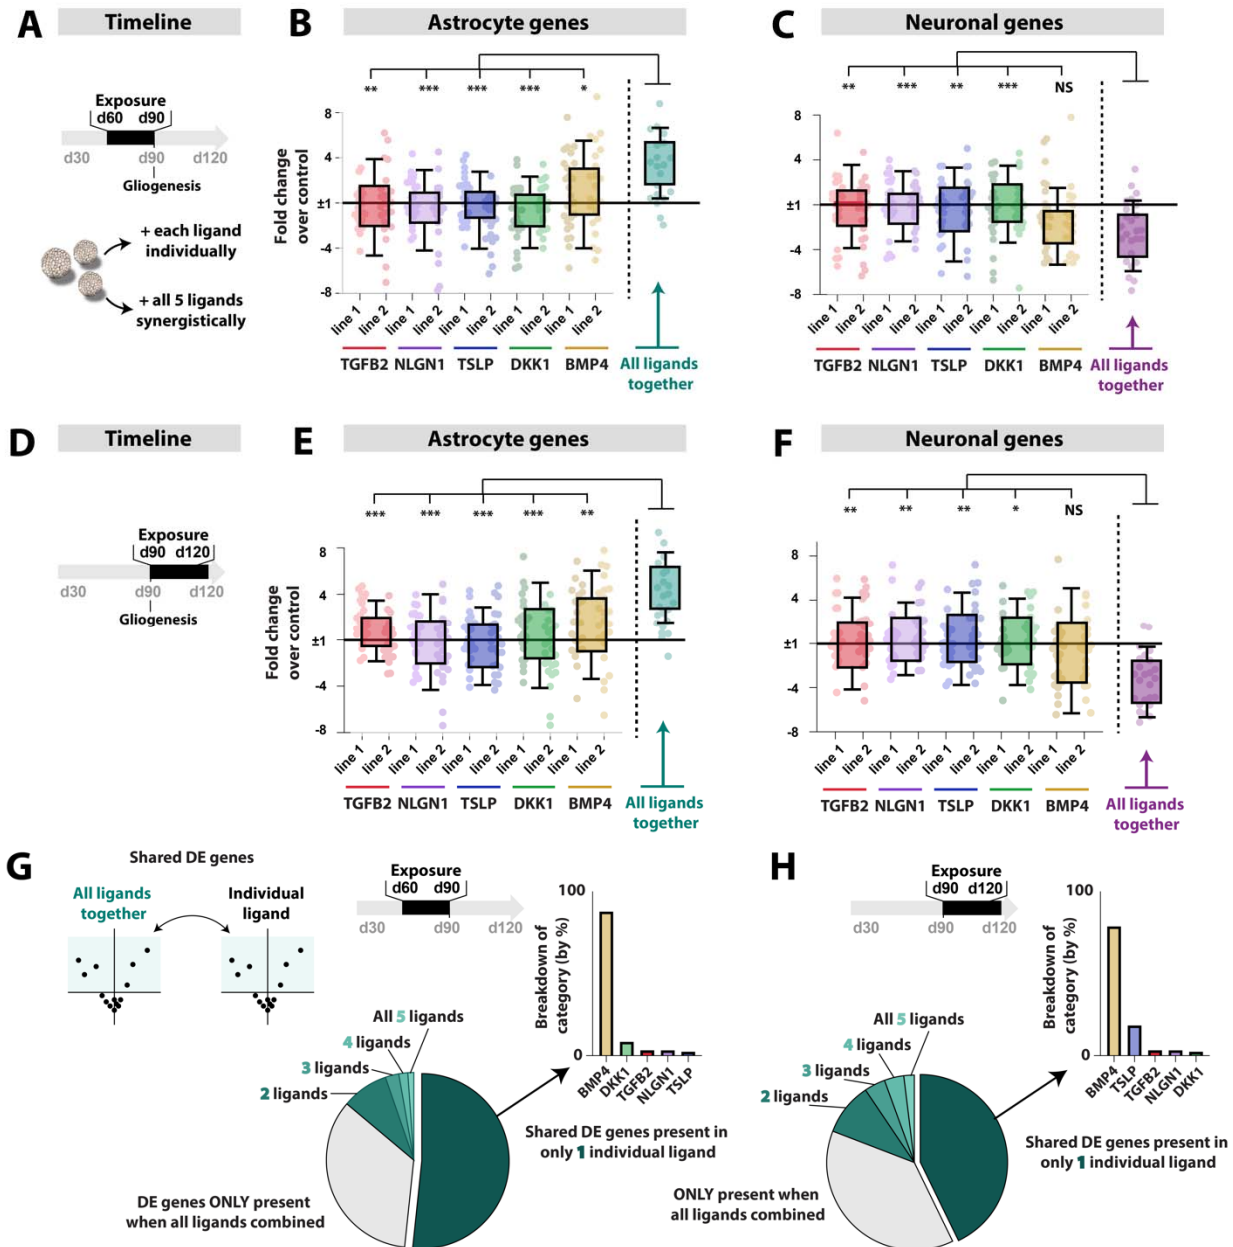 A
Timeline
Exposure
d60 d90
d30 d90 d120
Gliogenesis
+ each ligand
individually
+ all 5 ligands
synergistically
B
Astrocyte genes
** *** *** *** *
Fold change
over control
8
4
±1
-4
-8
line 1 line 2 line 1 line 2 line 1 line 2 line 1 line 2 line 1 line 2
TGFB2 NLGN1 TSLP DKK1 BMP4
All ligands
together
C
Neuronal genes
** *** ** *** NS
8
4
±1
-4
-8
line 1 line 2 line 1 line 2 line 1 line 2 line 1 line 2 line 1 line 2
TGFB2 NLGN1 TSLP DKK1 BMP4
All ligands
together
D
Timeline
Exposure
d90 d120
d30 d90 d120
Gliogenesis
E
Astrocyte genes
*** *** *** *** **
Fold change
over control
8
4
±1
-4
-8
line 1 line 2 line 1 line 2 line 1 line 2 line 1 line 2 line 1 line 2
TGFB2 NLGN1 TSLP DKK1 BMP4
All ligands
together
F
Neuronal genes
** ** ** * NS
8
4
±1
-4
-8
line 1 line 2 line 1 line 2 line 1 line 2 line 1 line 2 line 1 line 2
TGFB2 NLGN1 TSLP DKK1 BMP4
All ligands
together
G
Shared DE genes
All ligands
together
Individual
ligand
Exposure
d60 d90
d30 d90 d120
Breakdown of
category (by %)
100
0
BMP4 DKK1 TGFB2 NLGN1 TSLP
All 5 ligands
4 ligands
3 ligands
2 ligands
Shared DE genes present in
only 1 individual ligand
DE genes ONLY present
when all ligands combined
H
Exposure
d90 d120
d30 d90 d120
Breakdown of
category (by %)
100
0
BMP4 TSLP TGFB2 NLGN1 DKK1
All 5 ligands
4 ligands
3 ligands
2 ligands
Shared DE genes present in
only 1 individual ligand
ONLY present when
all ligands combined